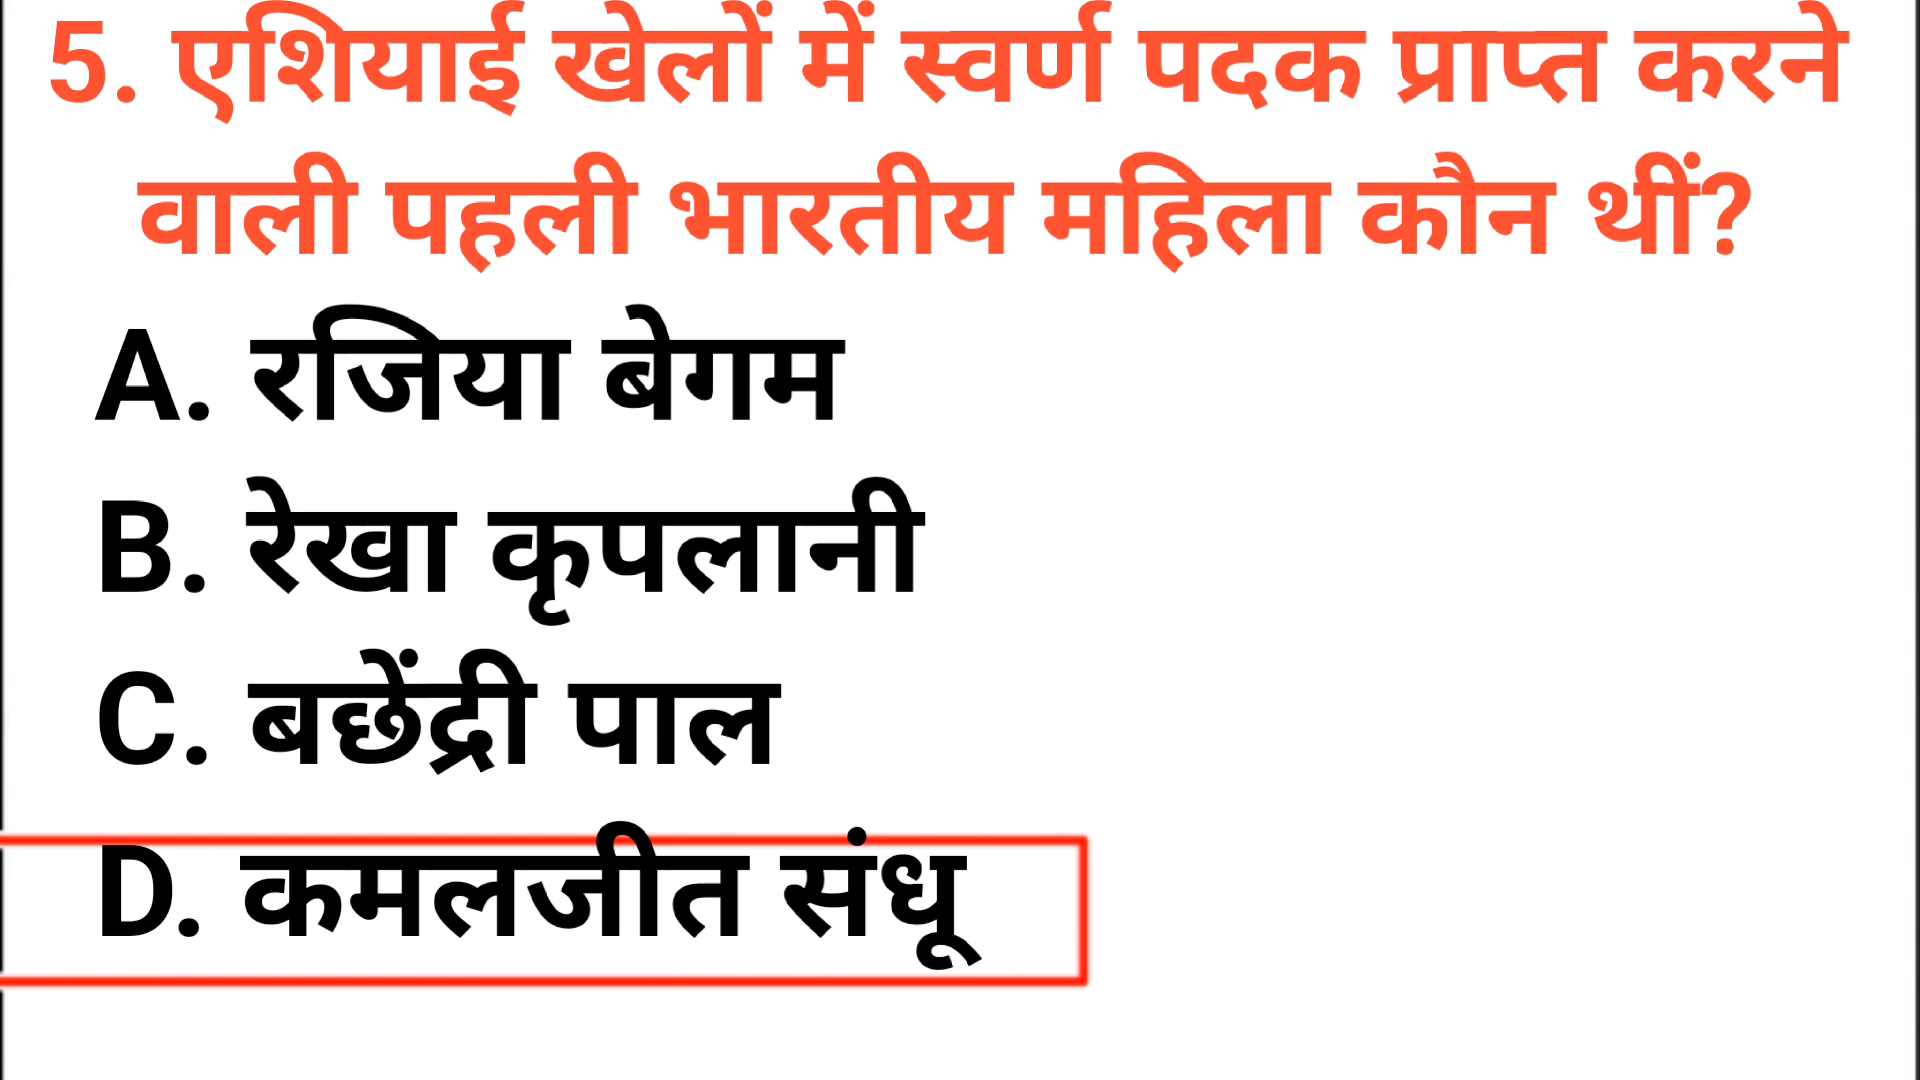 5. एशियाई खेलों में स्वर्ण पदक प्राप्त करने
वाली पहली भारतीय महिला कौन थीं?
A. रजिया बेगम
B. रेखा कृपलानी
C. बछेंद्री पाल
D. कमलजीत संधू